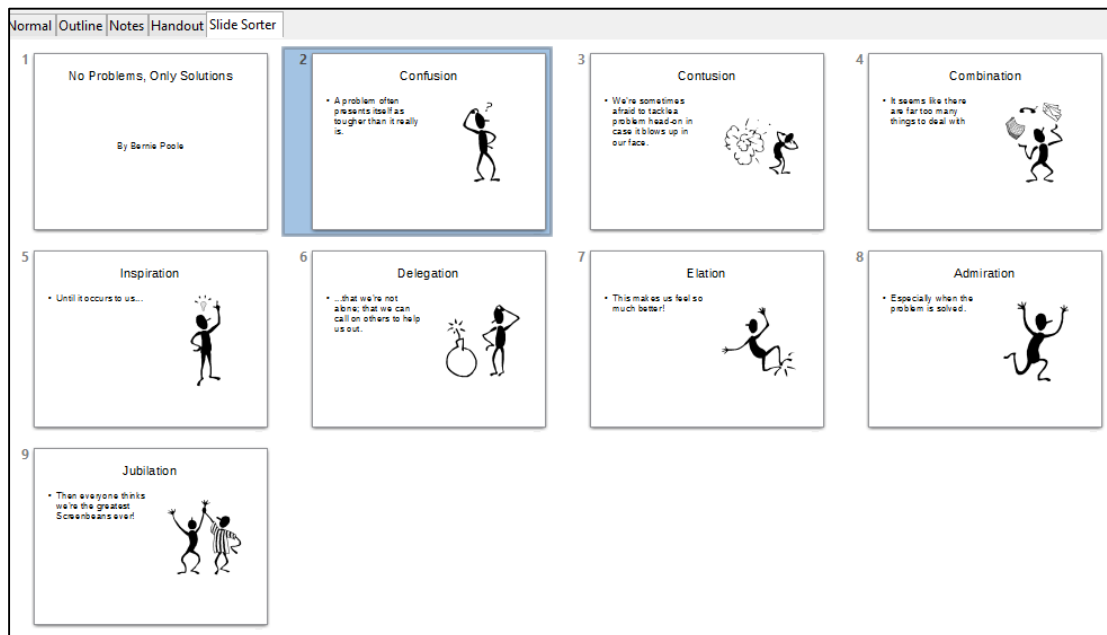 Normal Outline Notes Handout Slide Sorter
1
No Problems, Only Solutions
By Bernie Poole
2
Confusion
• A problem often
presents itself as
tougher than it really
is.
?
3
Contusion
• We're sometimes
afraid to tackle a
problem head-on in
case it blows up in
our face.
4
Combination
• It seems like there
are far too many
things to deal with
5
Inspiration
• Until it occurs to us...
6
Delegation
• ...that we're not
alone; that we can
call on others to help
us out.
7
Elation
• This makes us feel so
much better!
8
Admiration
• Especially when the
problem is solved.
9
Jubilation
• Then everyone thinks
we're the greatest
Screenbeans ever!